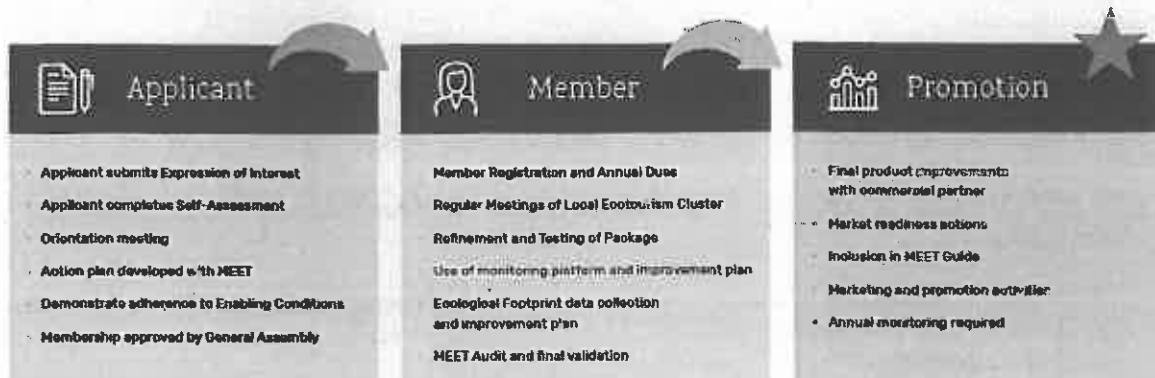 Applicant
Applicant submits Expression of Interest
Applicant completes Self-Assessment
Orientation meeting
Action plan developed with MEET
Demonstrate adherence to Enabling Conditions
Membership approved by General Assembly
Member
Member Registration and Annual Dues
Regular Meetings of Local Ecotourism Cluster
Refinement and Testing of Package
Use of monitoring platform and improvement plan
Ecological Footprint data collection
and improvement plan
MEET Audit and final validation
Promotion
Final product improvements
with commercial partner
Market readiness actions
Inclusion in MEET Guide
Marketing and promotion activities
Annual monitoring required